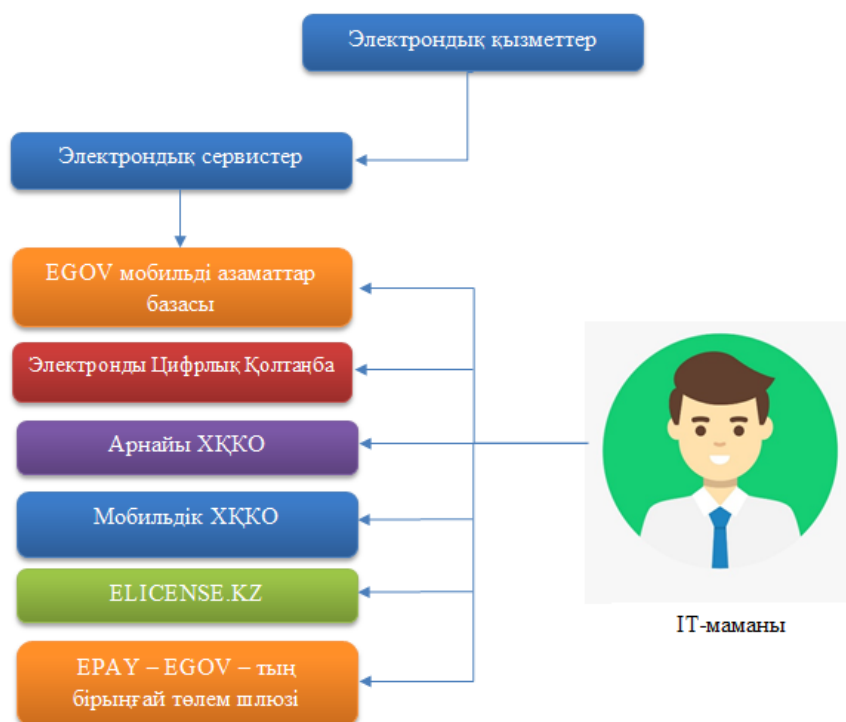 Электрондық қызметтер
Электрондық сервистер
EGOV мобильді азаматтар
базасы
Электронды Цифрлық Қолтаңба
Арнайы ХҚКО
Мобильдік ХҚКО
ELICENSE.KZ
EPAY – EGOV – тың
бірыңғай төлем шлюзі
IT-маманы